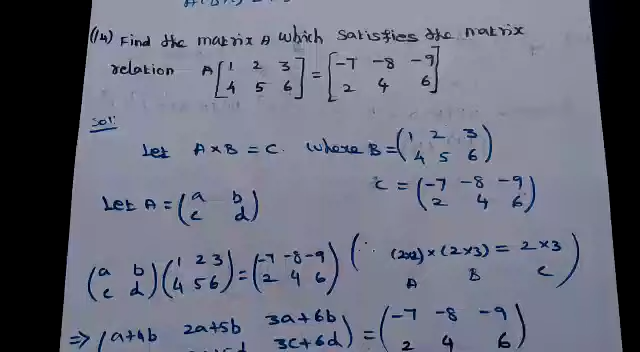 (14) Find the matrix A which satisfies the matrix
relation A [1 2 3 = [-7 -8 -9
4 5 6] 2 4 6]
Sol:
Let A×B = C. where B = (1 2 3
4 5 6)
Let A = (a b
c d)
C = (-7 -8 -9
2 4 6)
(a b (1 2 3 = (-7 -8 -9 (∵ (2×2) × (2×3) = 2×3
c d) 4 5 6) 2 4 6) A B C)
⇒ (a+4b 2a+5b 3a+6b = (-7 -8 -9
3c+6d) 2 4 6